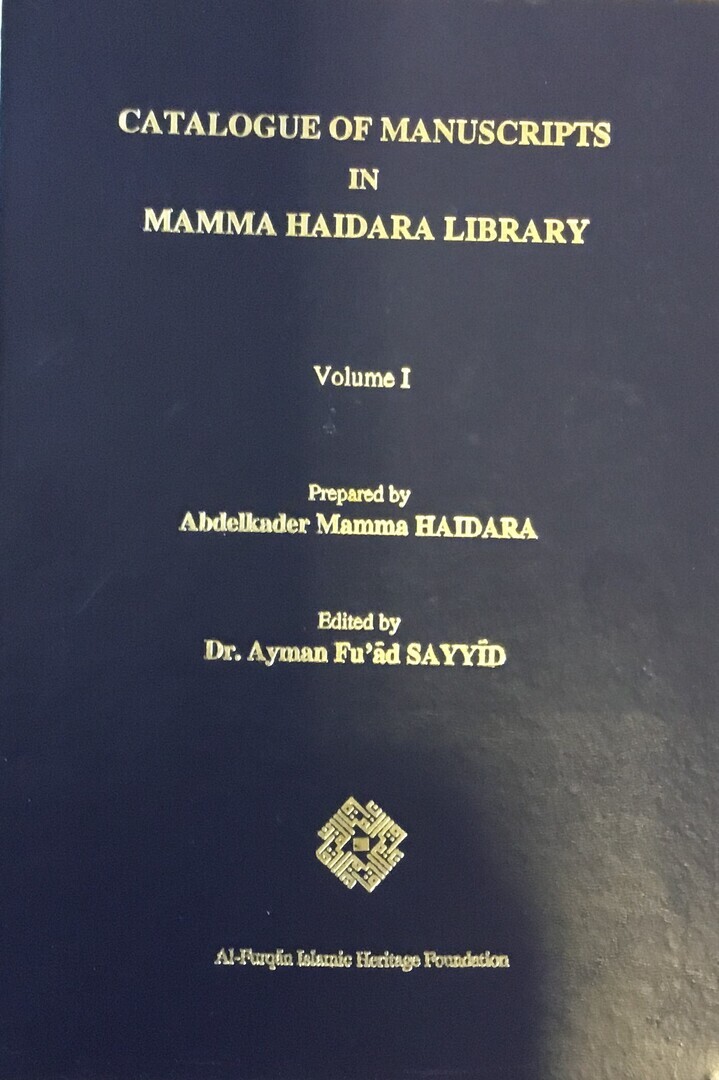 CATALOGUE OF MANUSCRIPTS
IN
MAMMA HAIDARA LIBRARY
Volume I
Prepared by
Abdelkader Mamma HAIDARA
Edited by
Dr. Ayman Fu’âd SAYYÎD
Al-Furqān Islamic Heritage Foundation